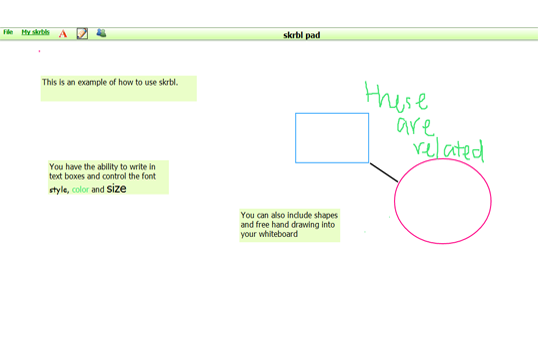 File My skrbls A
skrbl pad
This is an example of how to use skrbl.
these
are
related
You have the ability to write in
text boxes and control the font
style, color and size
You can also include shapes
and free hand drawing into
your whiteboard